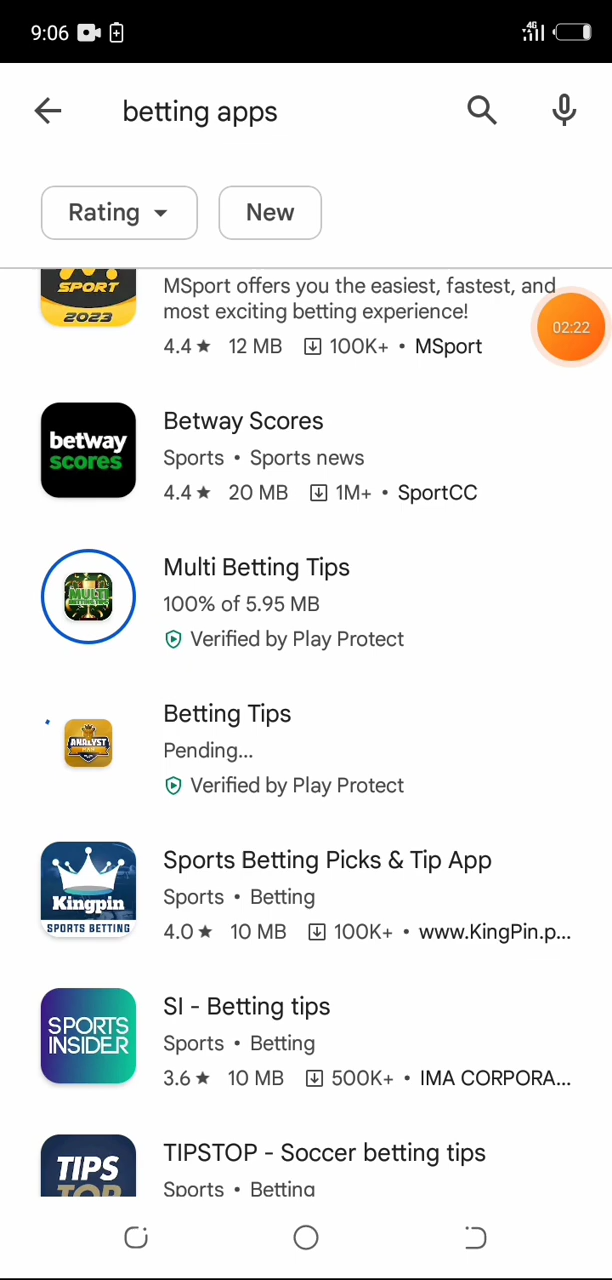 9:06
4G
betting apps
Rating
New
SPORT
2023
MSport offers you the easiest, fastest, and
most exciting betting experience!
4.4 ★ 12 MB 100K+ • MSport
02:22
betway
scores
Betway Scores
Sports • Sports news
4.4 ★ 20 MB 1M+ • SportCC
MULTI
Multi Betting Tips
100% of 5.95 MB
Verified by Play Protect
ANALYST
Betting Tips
Pending...
Verified by Play Protect
Kingpin
SPORTS BETTING
Sports Betting Picks & Tip App
Sports • Betting
4.0 ★ 10 MB 100K+ • www.KingPin.p...
SPORTS
INSIDER
SI - Betting tips
Sports • Betting
3.6 ★ 10 MB 500K+ • IMA CORPORA...
TIPS
TOP
TIPSTOP - Soccer betting tips
Sports • Betting